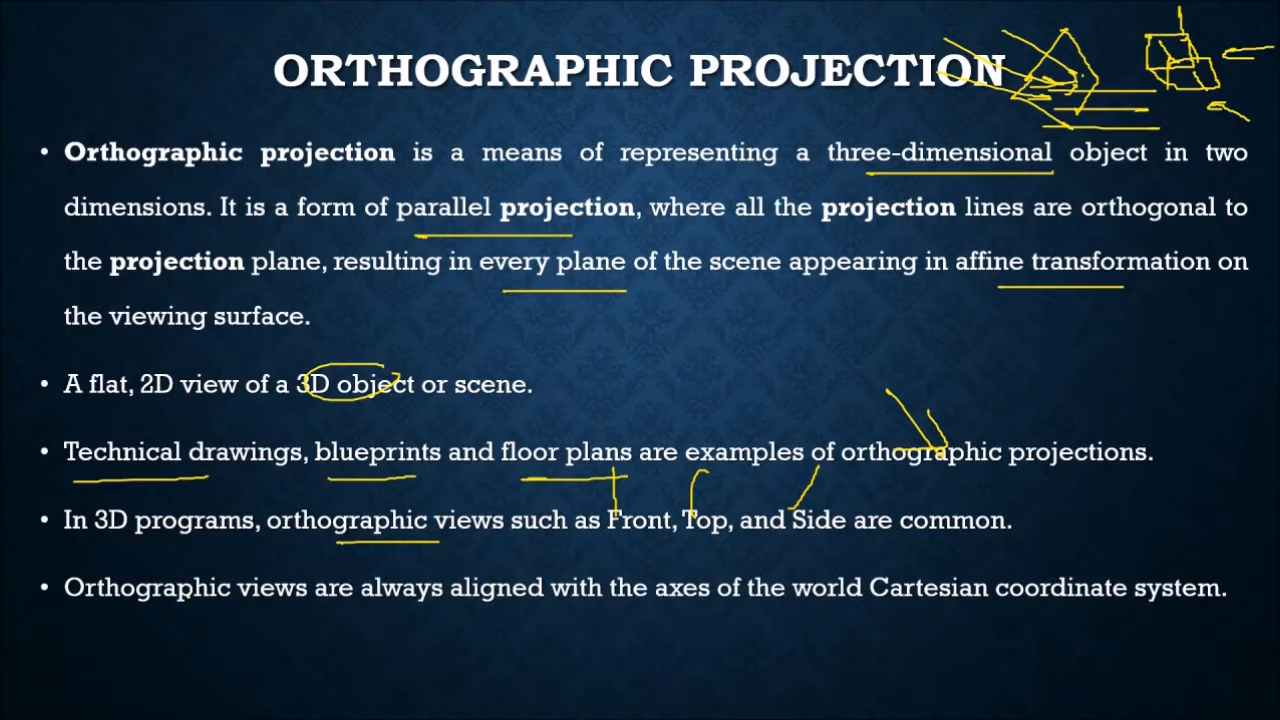 ORTHOGRAPHIC PROJECTION
• Orthographic projection is a means of representing a three-dimensional object in two
dimensions. It is a form of parallel projection, where all the projection lines are orthogonal to
the projection plane, resulting in every plane of the scene appearing in affine transformation on
the viewing surface.
• A flat, 2D view of a 3D object or scene.
• Technical drawings, blueprints and floor plans are examples of orthographic projections.
• In 3D programs, orthographic views such as Front, Top, and Side are common.
• Orthographic views are always aligned with the axes of the world Cartesian coordinate system.